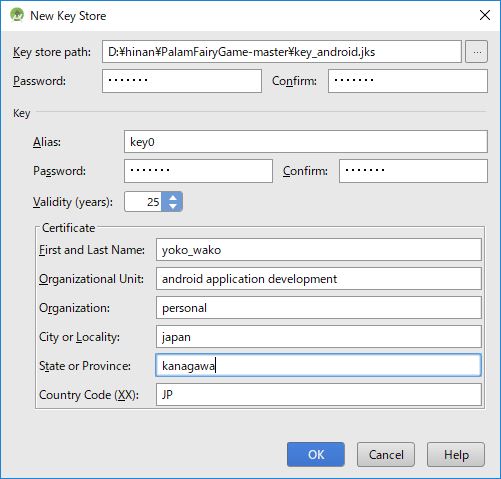 New Key Store
Key store path: D:¥hinan¥PalamFairyGame-master¥key_android.jks ...
Password: ••••••• Confirm: •••••••
Key
Alias: key0
Password: ••••••• Confirm: •••••••
Validity (years): 25
Certificate
First and Last Name: yoko_wako
Organizational Unit: android application development
Organization: personal
City or Locality: japan
State or Province: kanagawa
Country Code (XX): JP
OK Cancel Help